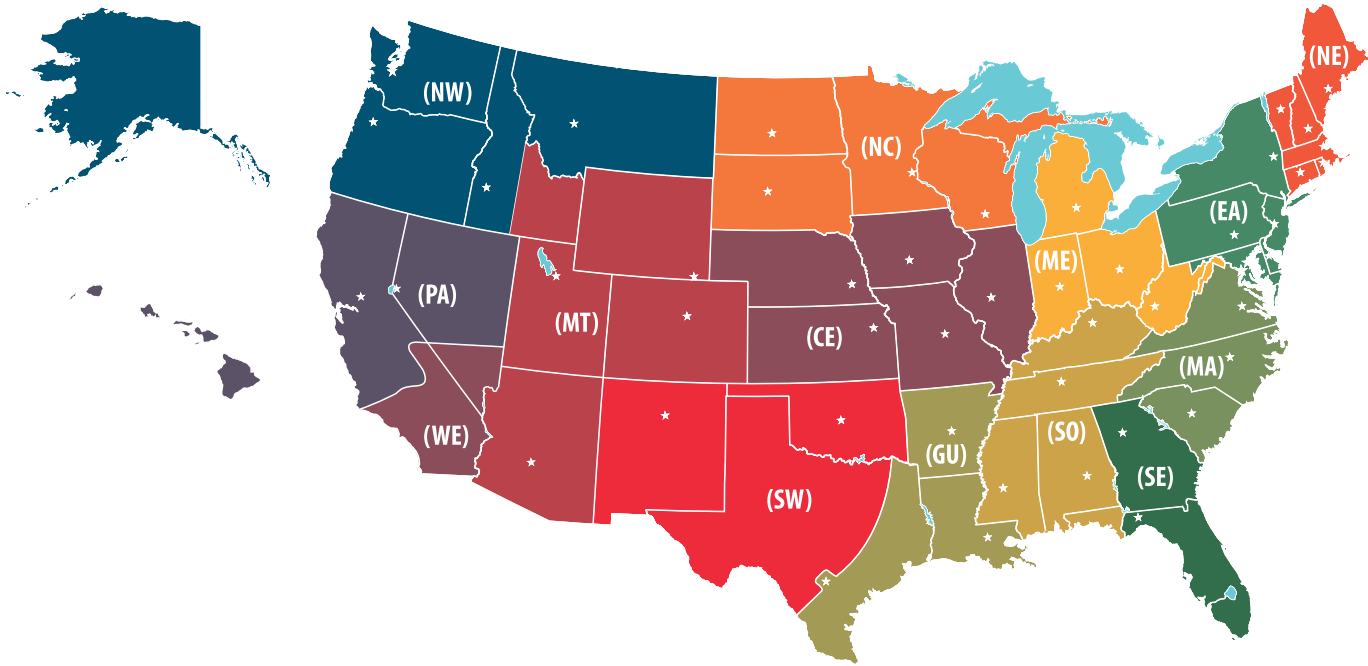 (NE)
(NW)
(NC)
(EA)
(ME)
(PA)
(MT)
(CE)
(MA)
(WE)
(SO)
(GU)
(SE)
(SW)